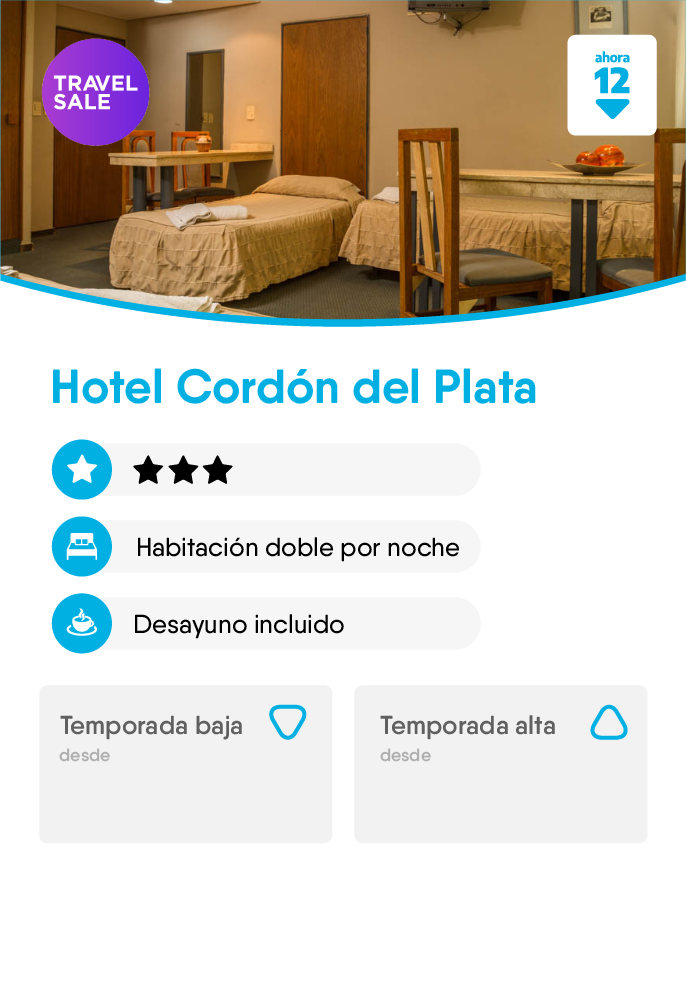 TRAVEL
SALE
ahora
12
Hotel Cordón del Plata
Habitación doble por noche
Desayuno incluido
Temporada baja
desde
Temporada alta
desde